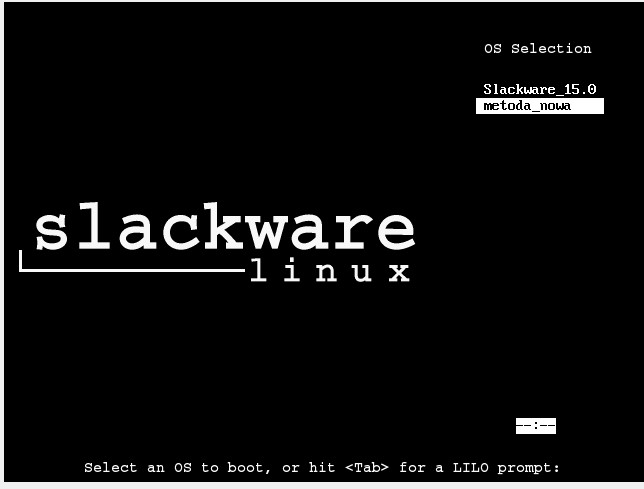 OS Selection
Slackware_15.0
metoda_nowa
slackware
linux
--:--
Select an OS to boot, or hit <Tab> for a LILO prompt: